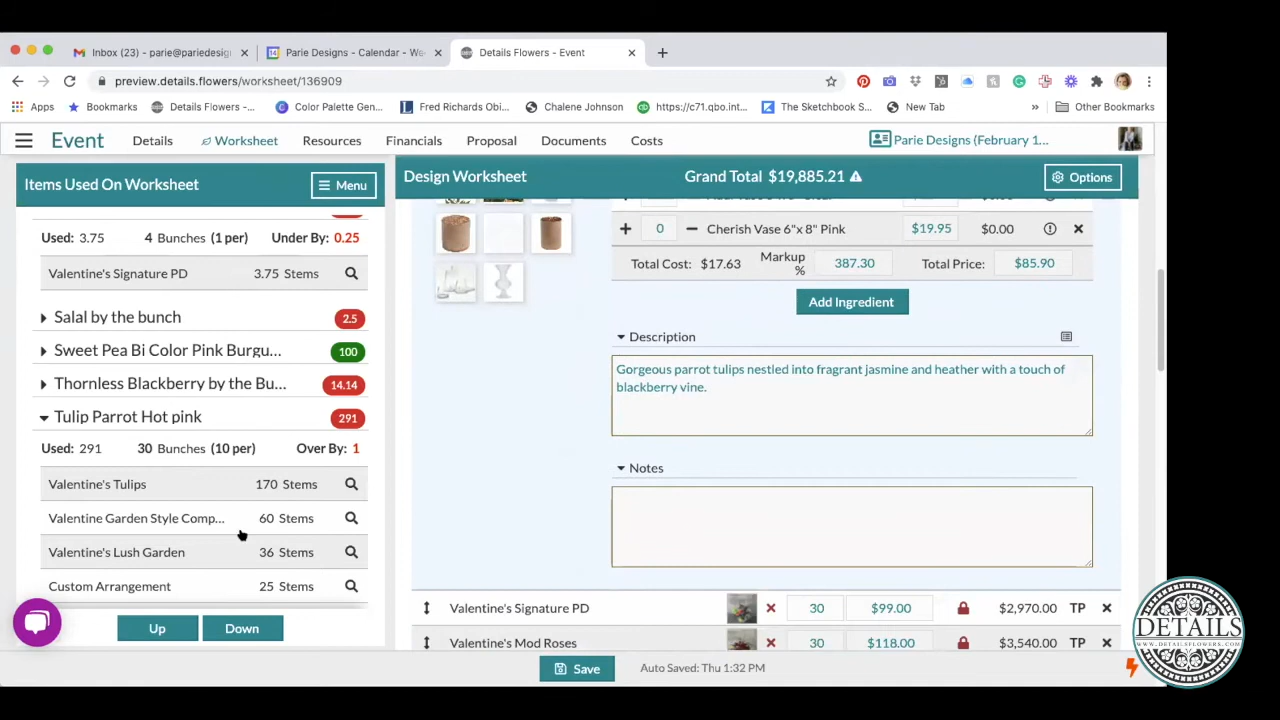 Inbox (23) - parie@pariedesig
Parie Designs - Calendar - We
Details Flowers - Event
preview.details.flowers/worksheet/136909
Apps
Bookmarks
Details Flowers -...
Color Palette Gen...
Fred Richards Obi...
Chalene Johnson
https://c71.qbo.int...
The Sketchbook S...
New Tab
»
Other Bookmarks
Event
Details
Worksheet
Resources
Financials
Proposal
Documents
Costs
Parie Designs (February 1...
Items Used On Worksheet
Menu
Used: 3.75 4 Bunches (1 per) Under By: 0.25
Valentine's Signature PD 3.75 Stems
Salal by the bunch 2.5
Sweet Pea Bi Color Pink Burgu... 100
Thornless Blackberry by the Bu... 14.14
Tulip Parrot Hot pink 291
Used: 291 30 Bunches (10 per) Over By: 1
Valentine's Tulips 170 Stems
Valentine Garden Style Comp... 60 Stems
Valentine's Lush Garden 36 Stems
Custom Arrangement 25 Stems
Up
Down
Design Worksheet Grand Total $19,885.21
Options
0 Cherish Vase 6"x 8" Pink $19.95 $0.00
Total Cost: $17.63 Markup % 387.30 Total Price: $85.90
Add Ingredient
Description
Gorgeous parrot tulips nestled into fragrant jasmine and heather with a touch of
blackberry vine.
Notes
Valentine's Signature PD 30 $99.00 $2,970.00 TP
Valentine's Mod Roses 30 $118.00 $3,540.00 TP
Save
Auto Saved: Thu 1:32 PM
DETAILS
WWW.DETAILSFLOWERS.COM